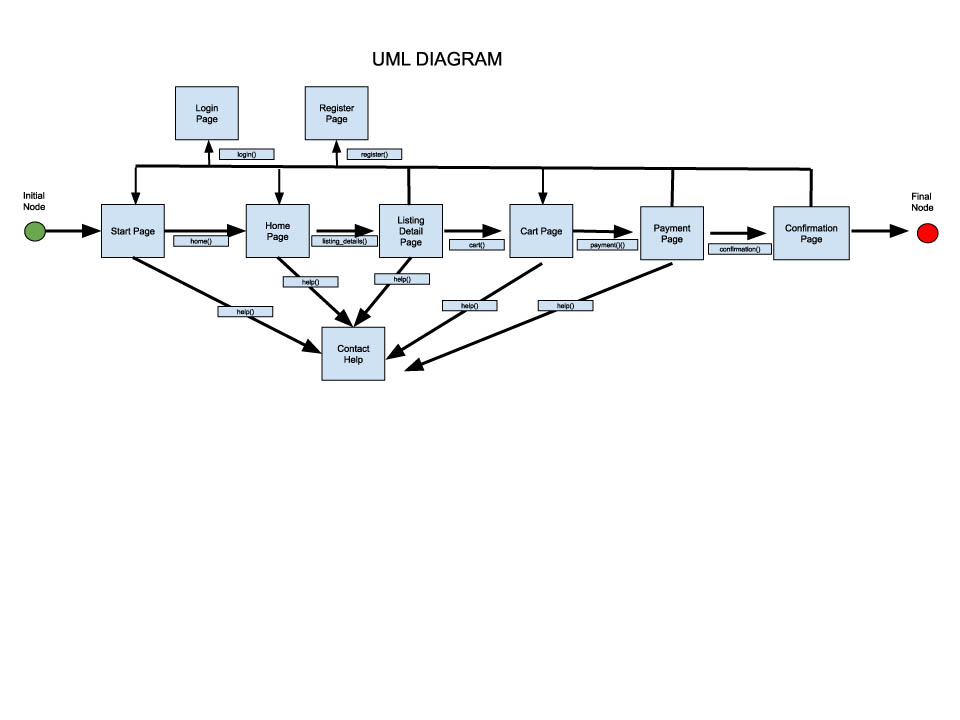 UML DIAGRAM
Login
Page
Register
Page
login()
register()
Initial
Node
Final
Node
Start Page
Home
Page
Listing
Detail
Page
Cart Page
Payment
Page
Confirmation
Page
home()
listing_details()
cart()
payment()()
confirmation()
help()
help()
help()
help()
help()
Contact
Help